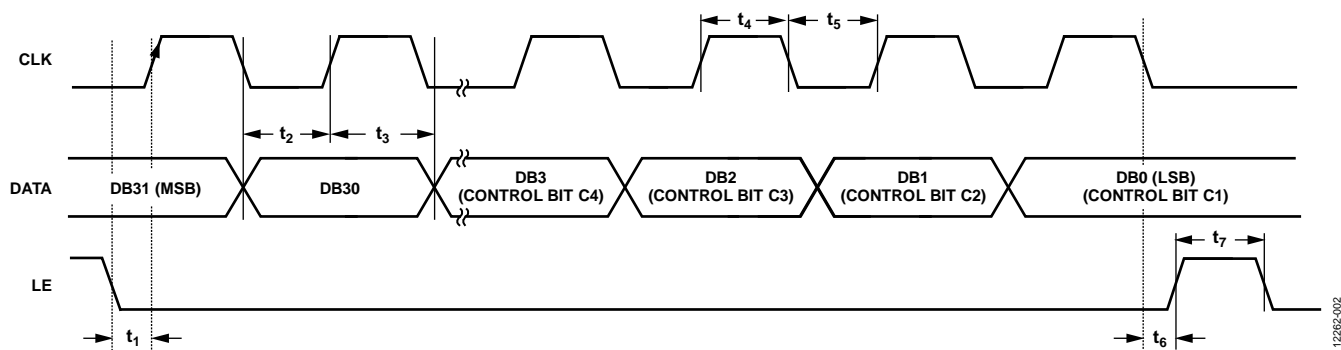 t4
t5
CLK
t2
t3
DATA
DB31 (MSB)
DB30
DB3
(CONTROL BIT C4)
DB2
(CONTROL BIT C3)
DB1
(CONTROL BIT C2)
DB0 (LSB)
(CONTROL BIT C1)
t7
LE
t1
t6
12262-002